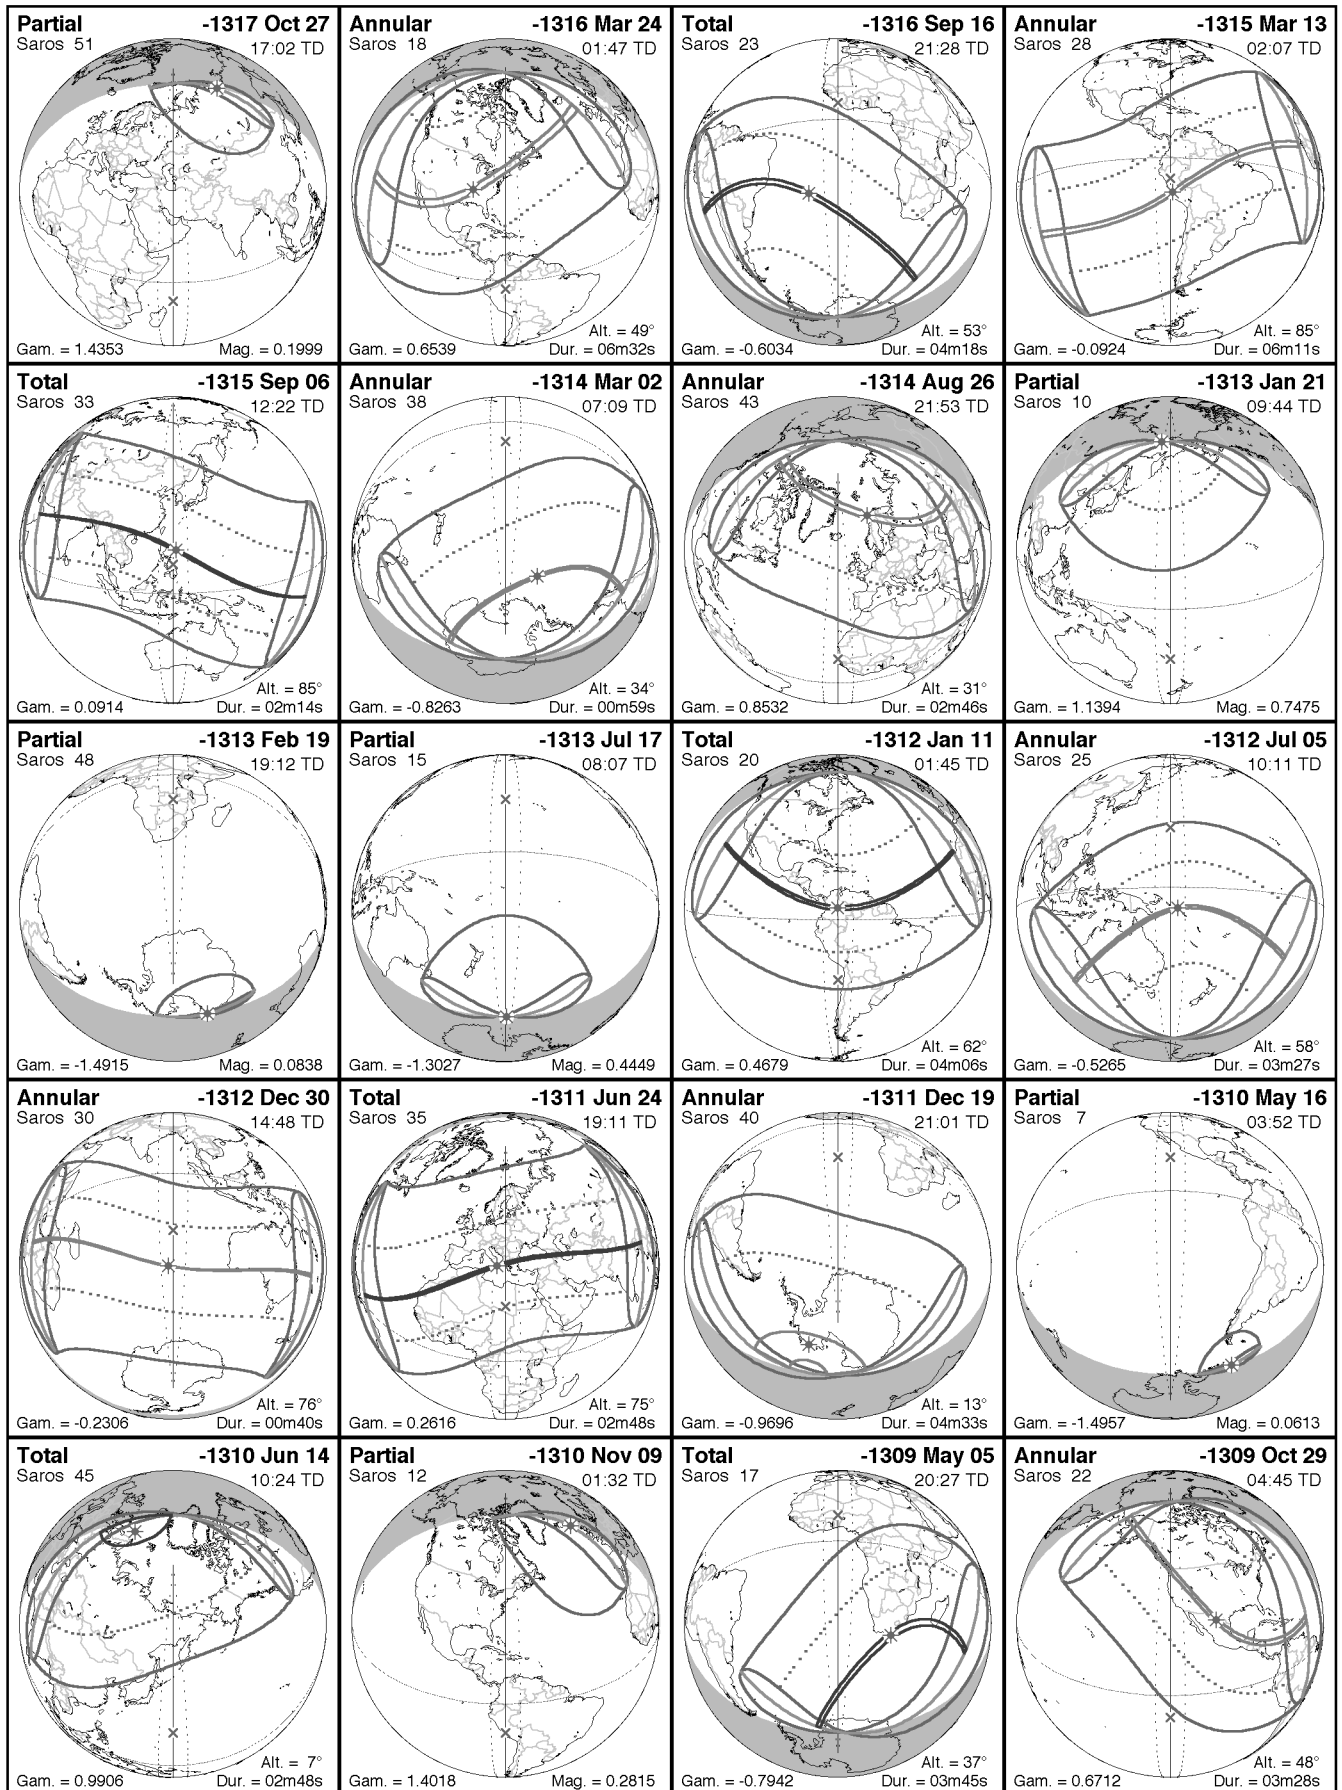 Partial -1317 Oct 27
Saros 51 17:02 TD
Gam. = 1.4353 Mag. = 0.1999
Annular -1316 Mar 24
Saros 18 01:47 TD
Alt. = 49°
Gam. = 0.6539 Dur. = 06m32s
Total -1316 Sep 16
Saros 23 21:28 TD
Alt. = 53°
Gam. = -0.6034 Dur. = 04m18s
Annular -1315 Mar 13
Saros 28 02:07 TD
Alt. = 85°
Gam. = -0.0924 Dur. = 06m11s
Total -1315 Sep 06
Saros 33 12:22 TD
Alt. = 85°
Gam. = 0.0914 Dur. = 02m14s
Annular -1314 Mar 02
Saros 38 07:09 TD
Alt. = 34°
Gam. = -0.8263 Dur. = 00m59s
Annular -1314 Aug 26
Saros 43 21:53 TD
Alt. = 31°
Gam. = 0.8532 Dur. = 02m46s
Partial -1313 Jan 21
Saros 10 09:44 TD
Gam. = 1.1394 Mag. = 0.7475
Partial -1313 Feb 19
Saros 48 19:12 TD
Gam. = -1.4915 Mag. = 0.0838
Partial -1313 Jul 17
Saros 15 08:07 TD
Gam. = -1.3027 Mag. = 0.4449
Total -1312 Jan 11
Saros 20 01:45 TD
Alt. = 62°
Gam. = 0.4679 Dur. = 04m06s
Annular -1312 Jul 05
Saros 25 10:11 TD
Alt. = 58°
Gam. = -0.5265 Dur. = 03m27s
Annular -1312 Dec 30
Saros 30 14:48 TD
Alt. = 76°
Gam. = -0.2306 Dur. = 00m40s
Total -1311 Jun 24
Saros 35 19:11 TD
Alt. = 75°
Gam. = 0.2616 Dur. = 02m48s
Annular -1311 Dec 19
Saros 40 21:01 TD
Alt. = 13°
Gam. = -0.9696 Dur. = 04m33s
Partial -1310 May 16
Saros 7 03:52 TD
Gam. = -1.4957 Mag. = 0.0613
Total -1310 Jun 14
Saros 45 10:24 TD
Alt. = 7°
Gam. = 0.9906 Dur. = 02m48s
Partial -1310 Nov 09
Saros 12 01:32 TD
Gam. = 1.4018 Mag. = 0.2815
Total -1309 May 05
Saros 17 20:27 TD
Alt. = 37°
Gam. = -0.7942 Dur. = 03m45s
Annular -1309 Oct 29
Saros 22 04:45 TD
Alt. = 48°
Gam. = 0.6712 Dur. = 03m28s